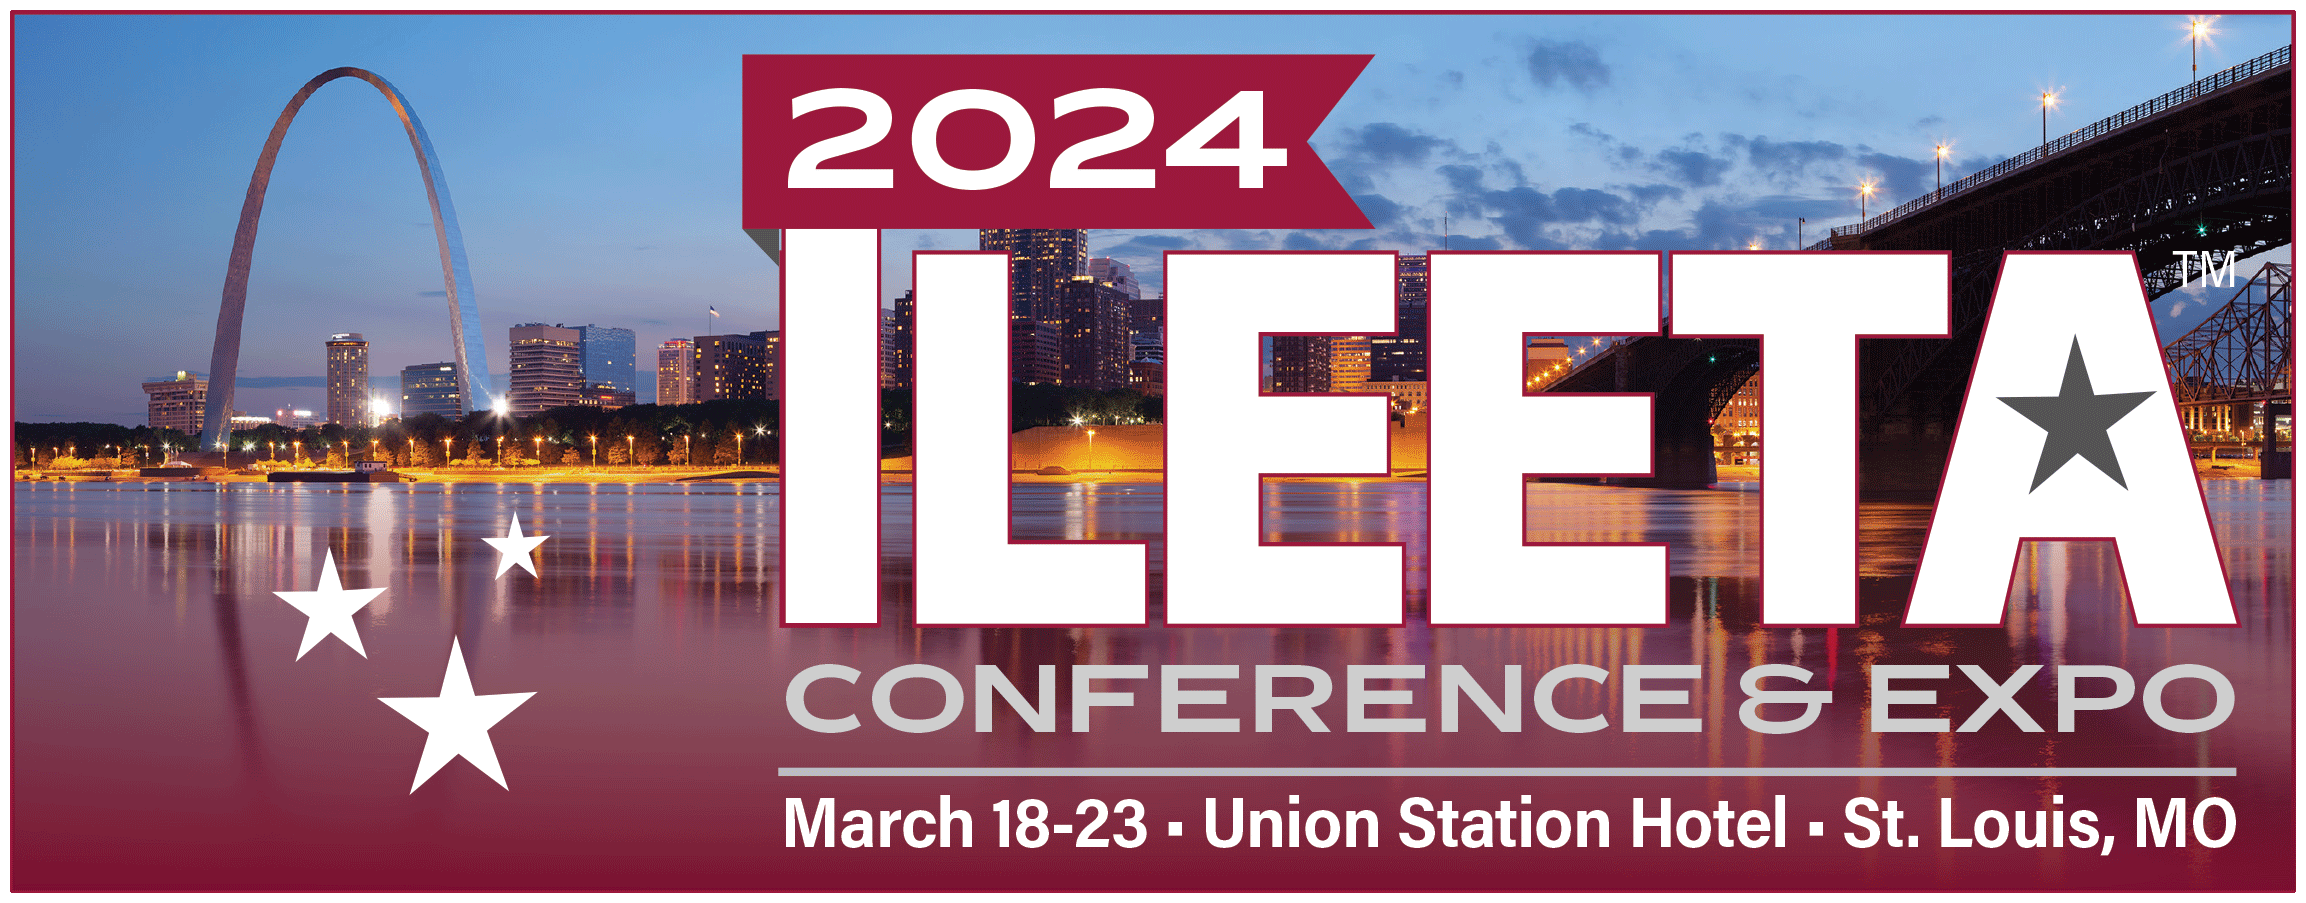 2024
ILEETA™
CONFERENCE & EXPO
March 18-23 ▪ Union Station Hotel ▪ St. Louis, MO